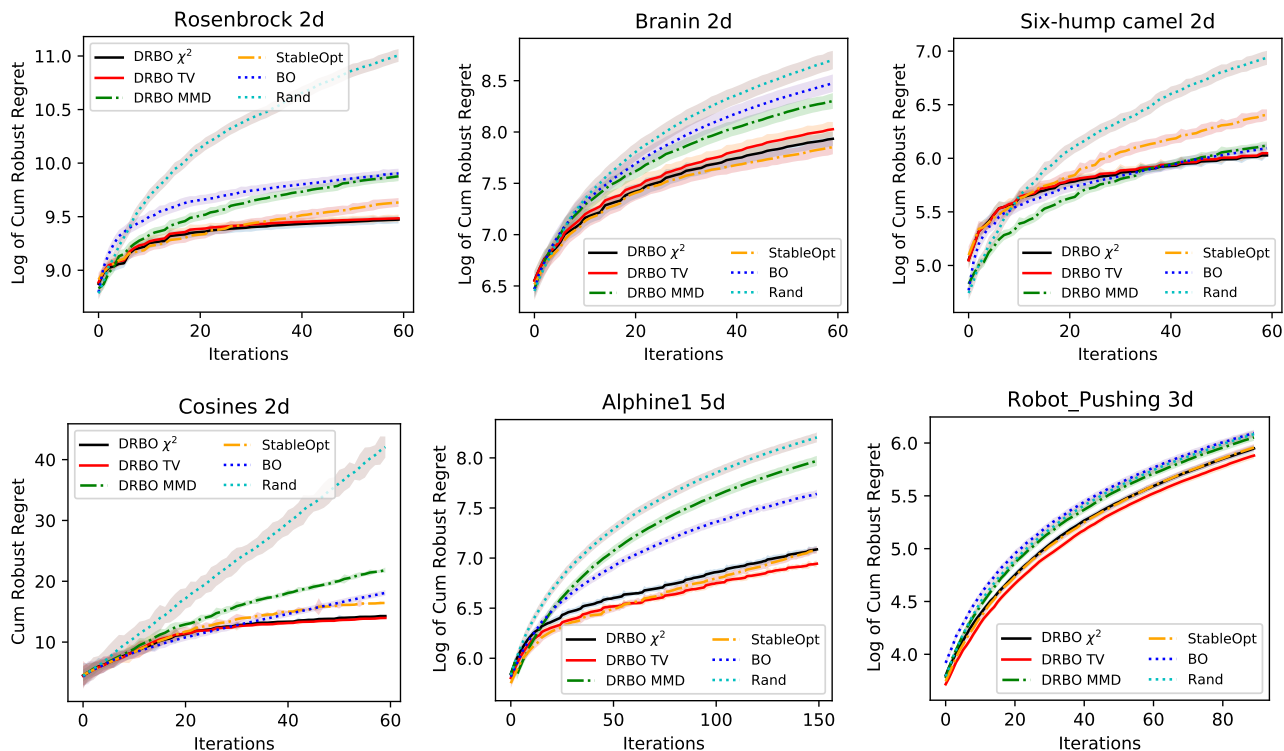 Rosenbrock 2d
Log of Cum Robust Regret
11.0
10.5
10.0
9.5
9.0
DRBO χ²
DRBO TV
DRBO MMD
StableOpt
BO
Rand
0 20 40 60
Iterations
Branin 2d
Log of Cum Robust Regret
8.5
8.0
7.5
7.0
6.5
DRBO χ²
DRBO TV
DRBO MMD
StableOpt
BO
Rand
0 20 40 60
Iterations
Six-hump camel 2d
Log of Cum Robust Regret
7.0
6.5
6.0
5.5
5.0
DRBO χ²
DRBO TV
DRBO MMD
StableOpt
BO
Rand
0 20 40 60
Iterations
Cosines 2d
Cum Robust Regret
40
30
20
10
DRBO χ²
DRBO TV
DRBO MMD
StableOpt
BO
Rand
0 20 40 60
Iterations
Alphine1 5d
Log of Cum Robust Regret
8.0
7.5
7.0
6.5
6.0
DRBO χ²
DRBO TV
DRBO MMD
StableOpt
BO
Rand
0 50 100 150
Iterations
Robot_Pushing 3d
Log of Cum Robust Regret
6.0
5.5
5.0
4.5
4.0
DRBO χ²
DRBO TV
DRBO MMD
StableOpt
BO
Rand
0 20 40 60 80
Iterations